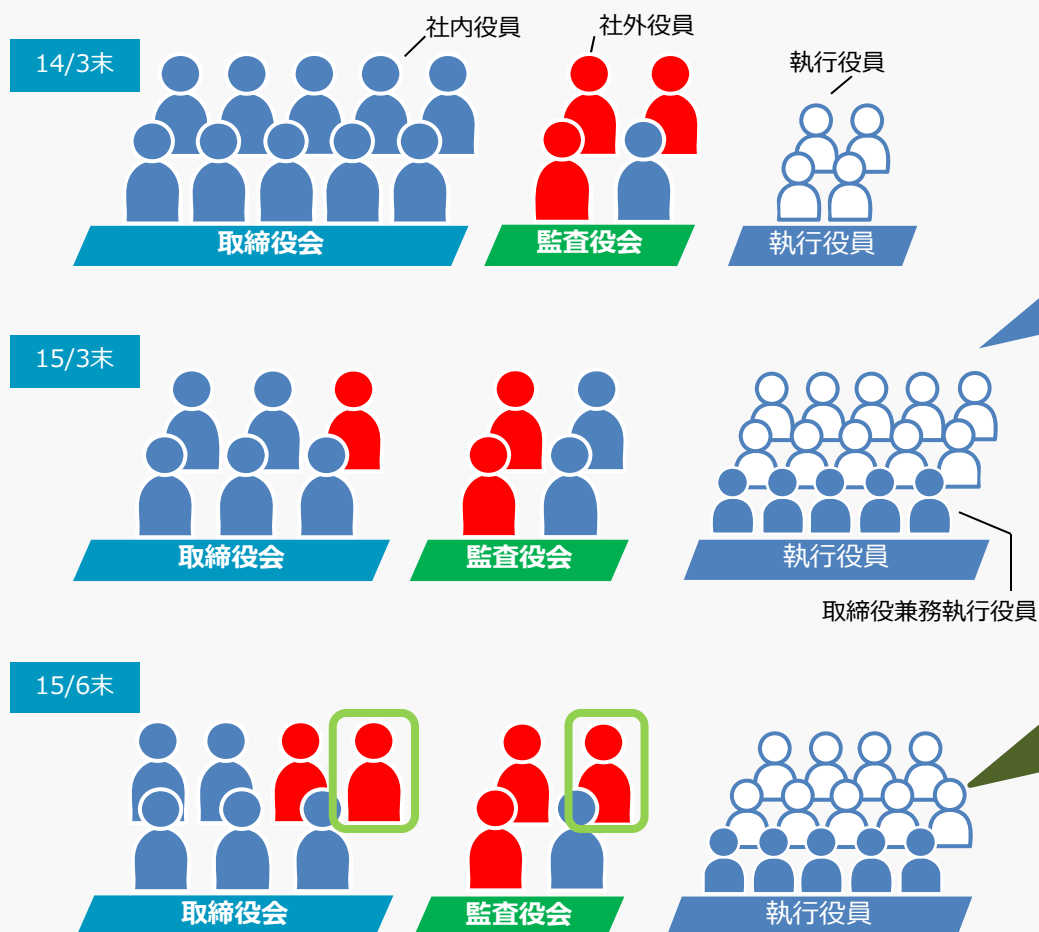 社内役員
社外役員
14/3末
執行役員
取締役会
監査役会
執行役員
15/3末
取締役会
監査役会
執行役員
取締役兼務執行役員
15/6末
取締役会
監査役会
執行役員